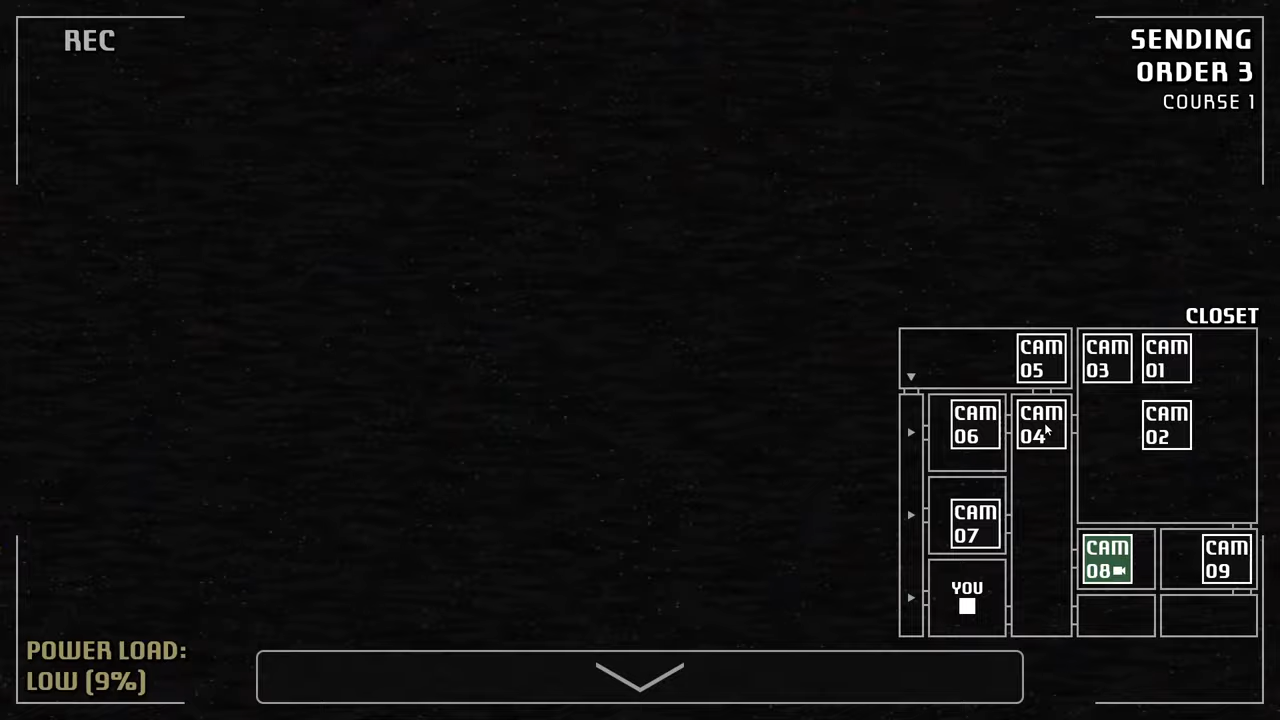 REC
SENDING
ORDER 3
COURSE 1
CLOSET
CAM
05
CAM
03
CAM
01
CAM
06
CAM
04
CAM
02
CAM
07
CAM
08
CAM
09
YOU
POWER LOAD:
LOW (9%)